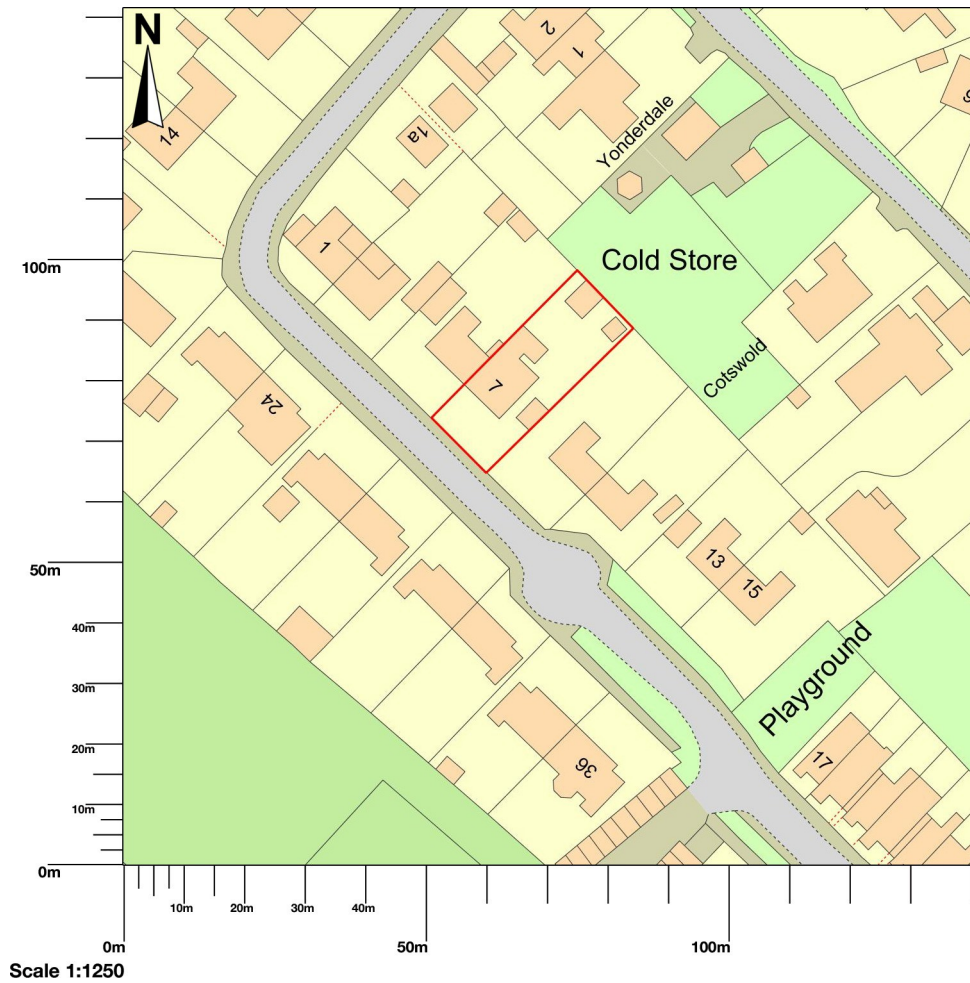 N
2
1
14
1a
Yonderdale
1
Cold Store
100m
7
Cotswold
24
50m
13
15
40m
30m
Playground
20m
17
36
10m
0m
10m
20m
30m
40m
0m
50m
100m
Scale 1:1250